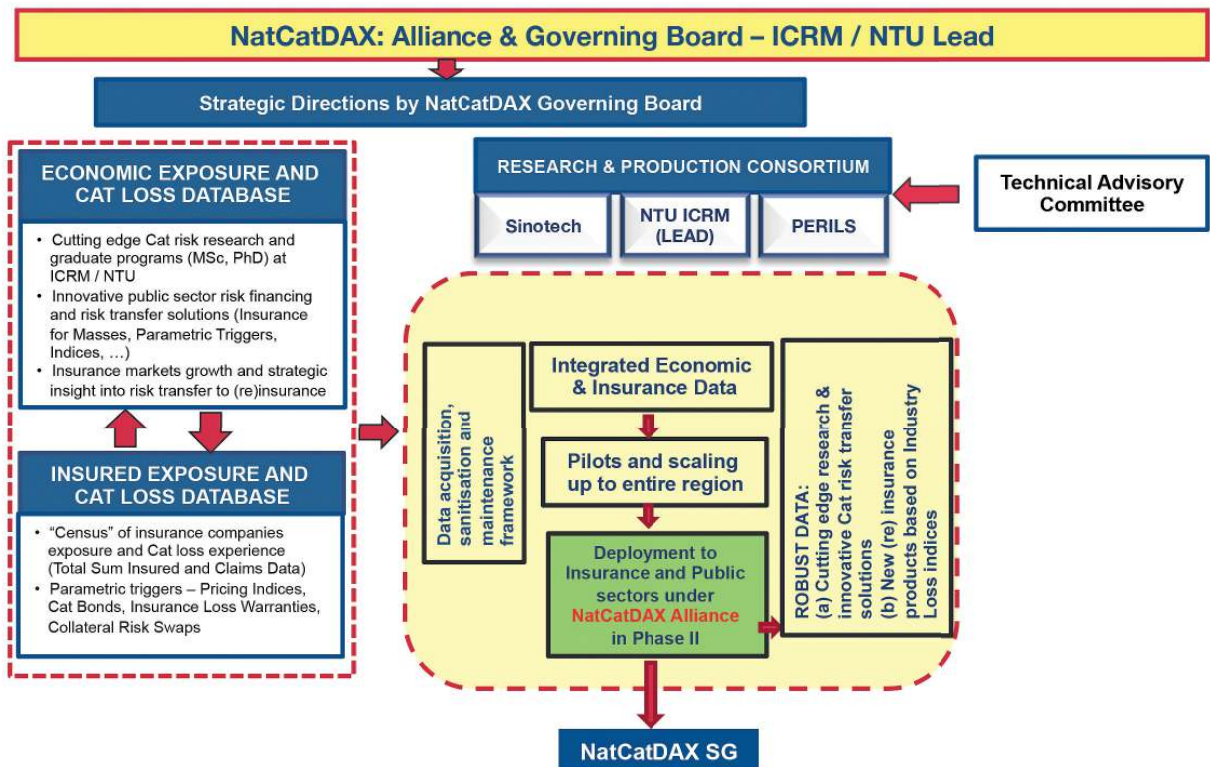 NatCatDAX: Alliance & Governing Board – ICRM / NTU Lead
Strategic Directions by NatCatDAX Governing Board
ECONOMIC EXPOSURE AND
CAT LOSS DATABASE
• Cutting edge Cat risk research and
graduate programs (MSc, PhD) at
ICRM / NTU
• Innovative public sector risk financing
and risk transfer solutions (Insurance
for Masses, Parametric Triggers,
Indices, …)
• Insurance markets growth and strategic
insight into risk transfer to (re)insurance
INSURED EXPOSURE AND
CAT LOSS DATABASE
• “Census” of insurance companies
exposure and Cat loss experience
(Total Sum Insured and Claims Data)
• Parametric triggers – Pricing Indices,
Cat Bonds, Insurance Loss Warranties,
Collateral Risk Swaps
RESEARCH & PRODUCTION CONSORTIUM
Sinotech
NTU ICRM
(LEAD)
PERILS
Technical Advisory
Committee
Data acquisition,
sanitisation and
maintenance
framework
Integrated Economic
& Insurance Data
Pilots and scaling
up to entire region
Deployment to
Insurance and Public
sectors under
NatCatDAX Alliance
in Phase II
ROBUST DATA:
(a) Cutting edge research &
innovative Cat risk transfer
solutions
(b) New (re) insurance
products based on Industry
Loss indices
NatCatDAX SG